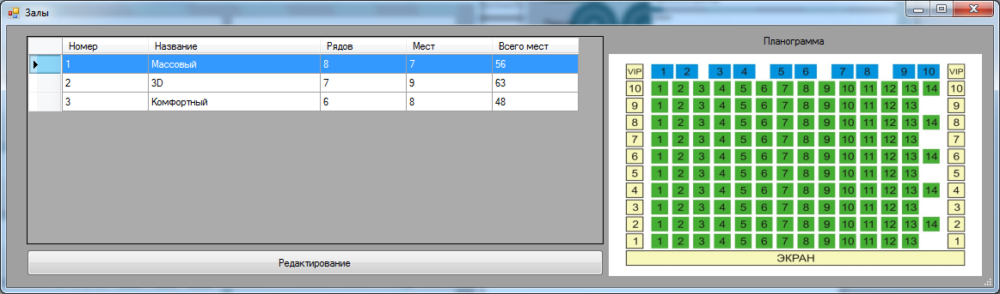 Залы
Номер Название Рядов Мест Всего мест
1 Массовый 8 7 56
2 3D 7 9 63
3 Комфортный 6 8 48
Редактирование
Планограмма
VIP 1 2 3 4 5 6 7 8 9 10 VIP
10 1 2 3 4 5 6 7 8 9 10 11 12 13 14 10
9 1 2 3 4 5 6 7 8 9 10 11 12 13 9
8 1 2 3 4 5 6 7 8 9 10 11 12 13 14 8
7 1 2 3 4 5 6 7 8 9 10 11 12 13 7
6 1 2 3 4 5 6 7 8 9 10 11 12 13 14 6
5 1 2 3 4 5 6 7 8 9 10 11 12 13 5
4 1 2 3 4 5 6 7 8 9 10 11 12 13 14 4
3 1 2 3 4 5 6 7 8 9 10 11 12 13 3
2 1 2 3 4 5 6 7 8 9 10 11 12 13 14 2
1 1 2 3 4 5 6 7 8 9 10 11 12 13 1
ЭКРАН